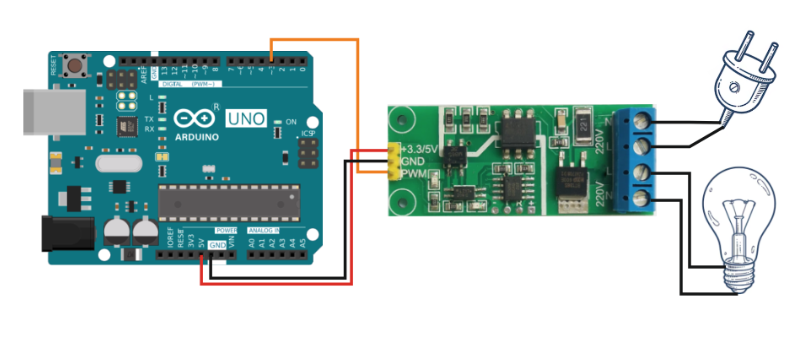 RESET
AREF
GND
13
12
~11
~10
~9
8
7
~6
~5
4
~3
2
1
0
DIGITAL (PWM~)
L
TX
RX
R
UNO
ARDUINO
ON
ICSP
IOREF
RESET
3V3
5V
GND
VIN
POWER
ANALOG IN
A0
A1
A2
A3
A4
A5
+3.3/5V
GND
PWM
221
220V
220V